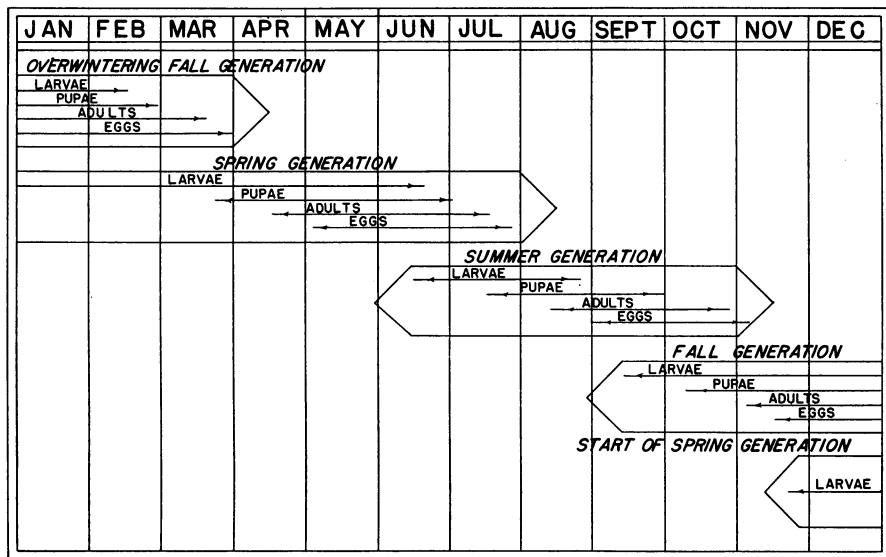 JAN FEB MAR APR MAY JUN JUL AUG SEPT OCT NOV DEC
OVERWINTERING FALL GENERATION
LARVAE
PUPAE
ADULTS
EGGS
SPRING GENERATION
LARVAE
PUPAE
ADULTS
EGGS
SUMMER GENERATION
LARVAE
PUPAE
ADULTS
EGGS
FALL GENERATION
LARVAE
PUPAE
ADULTS
EGGS
START OF SPRING GENERATION
LARVAE